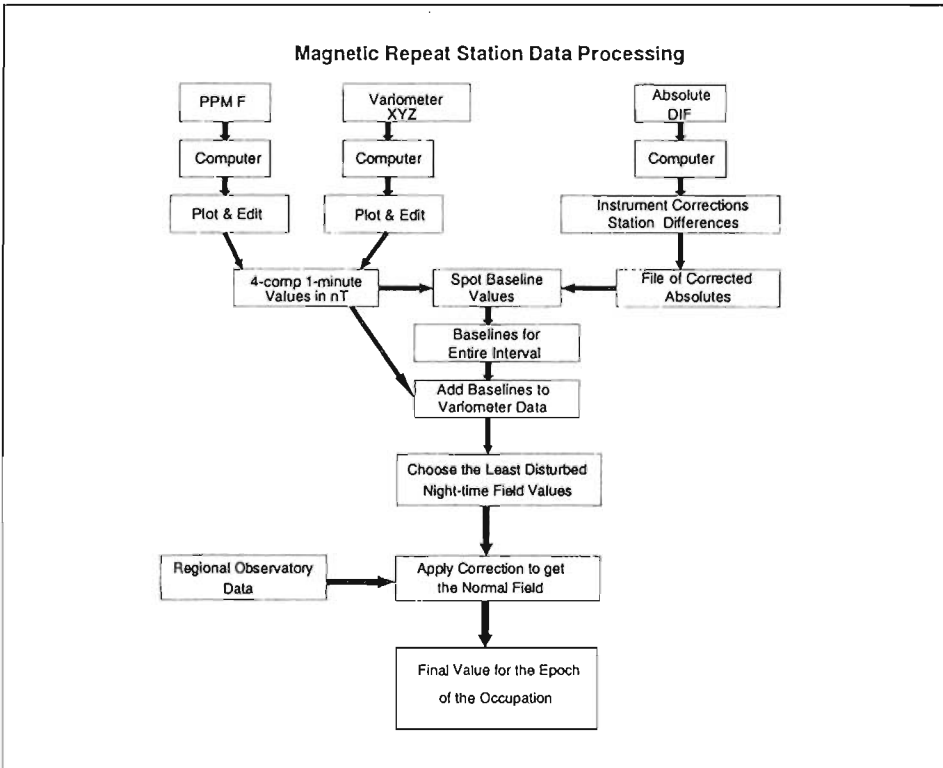 Magnetic Repeat Station Data Processing
PPM F
Variometer
XYZ
Absolute
DIF
Computer
Computer
Computer
Plot & Edit
Plot & Edit
Instrument Corrections
Station Differences
4-comp 1-minute
Values in nT
Spot Baseline
Values
File of Corrected
Absolutes
Baselines for
Entire Interval
Add Baselines to
Variometer Data
Choose the Least Disturbed
Night-time Field Values
Regional Observatory
Data
Apply Correction to get
the Normal Field
Final Value for the Epoch
of the Occupation